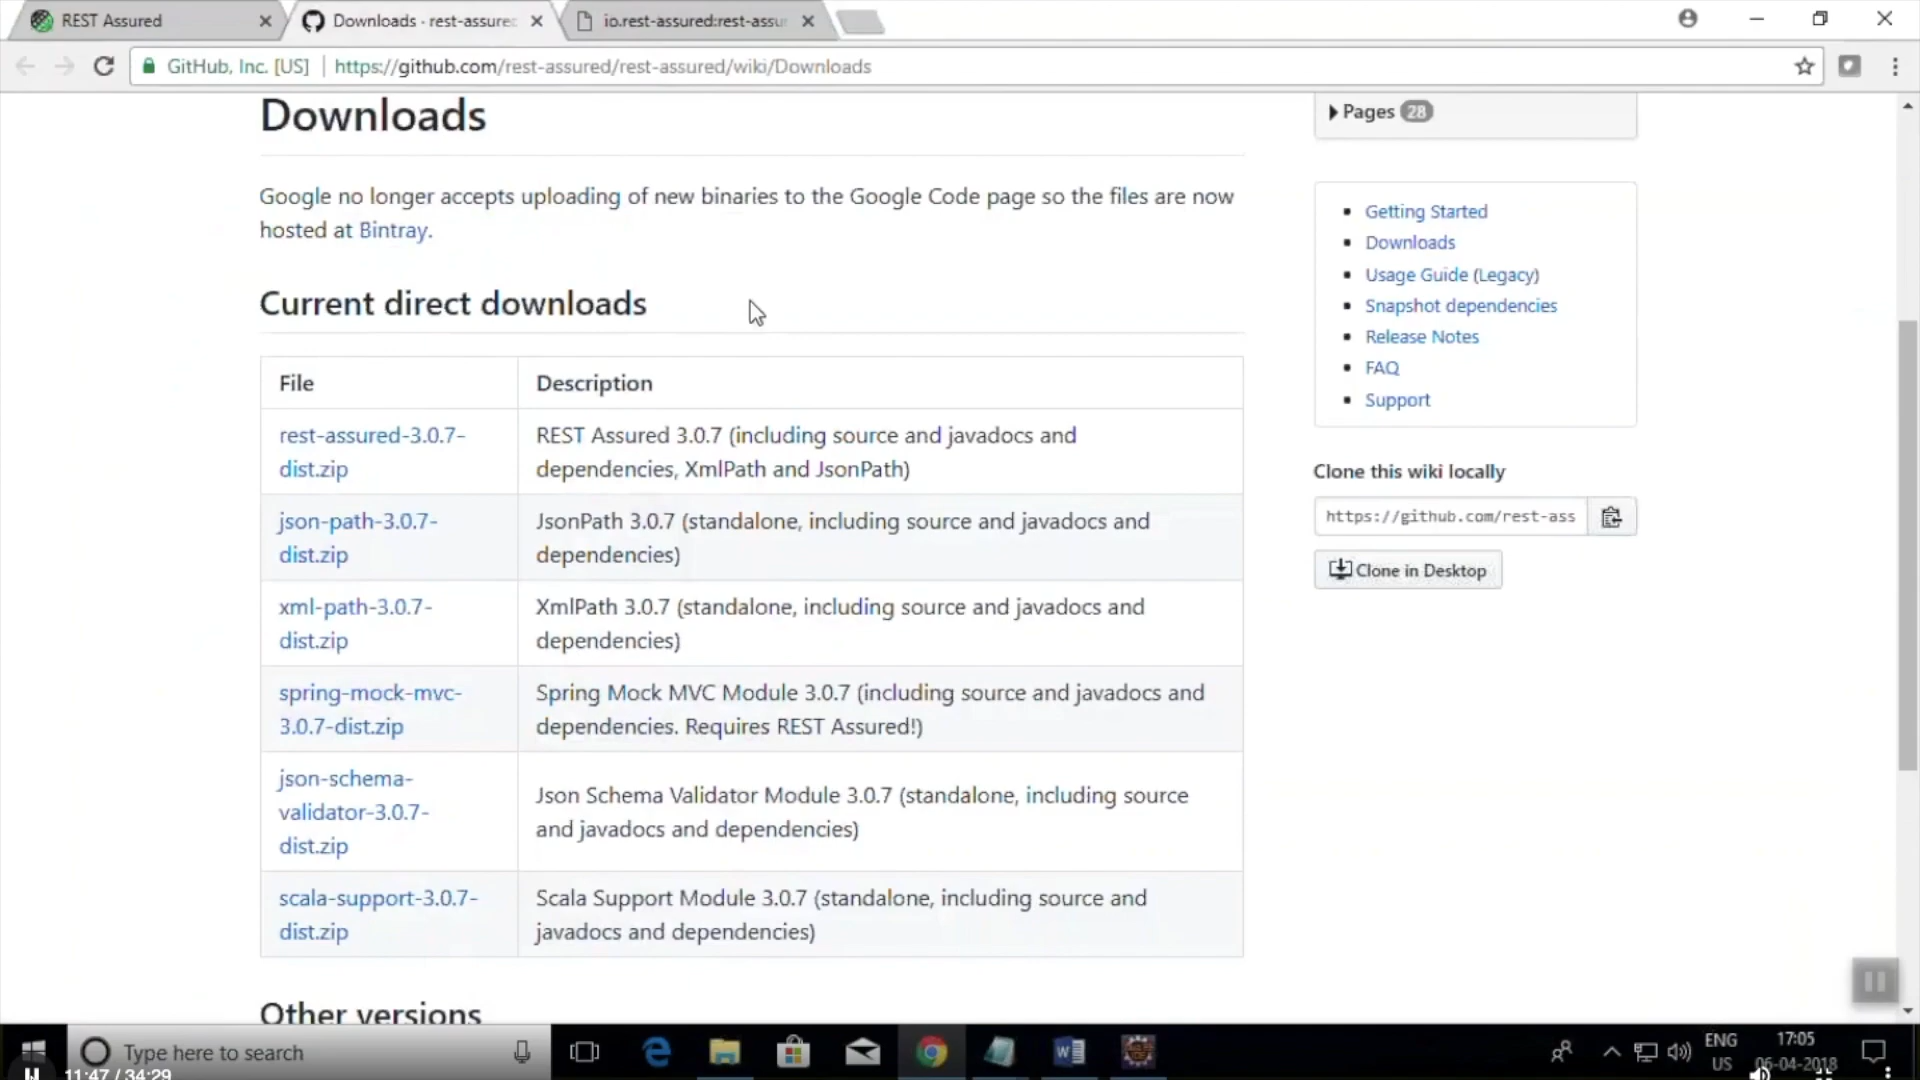 REST Assured
Downloads · rest-assured
io.rest-assured:rest-assu
GitHub, Inc. [US]
https://github.com/rest-assured/rest-assured/wiki/Downloads
Downloads
Google no longer accepts uploading of new binaries to the Google Code page so the files are now
hosted at Bintray.
Current direct downloads
File Description
rest-assured-3.0.7-
dist.zip
REST Assured 3.0.7 (including source and javadocs and
dependencies, XmlPath and JsonPath)
json-path-3.0.7-
dist.zip
JsonPath 3.0.7 (standalone, including source and javadocs and
dependencies)
xml-path-3.0.7-
dist.zip
XmlPath 3.0.7 (standalone, including source and javadocs and
dependencies)
spring-mock-mvc-
3.0.7-dist.zip
Spring Mock MVC Module 3.0.7 (including source and javadocs and
dependencies. Requires REST Assured!)
json-schema-
validator-3.0.7-
dist.zip
Json Schema Validator Module 3.0.7 (standalone, including source
and javadocs and dependencies)
scala-support-3.0.7-
dist.zip
Scala Support Module 3.0.7 (standalone, including source and
javadocs and dependencies)
Other versions
Pages 28
Getting Started
Downloads
Usage Guide (Legacy)
Snapshot dependencies
Release Notes
FAQ
Support
Clone this wiki locally
https://github.com/rest-ass
Clone in Desktop
Type here to search
ENG
US
17:05
06-04-2018
11:47 / 34:29